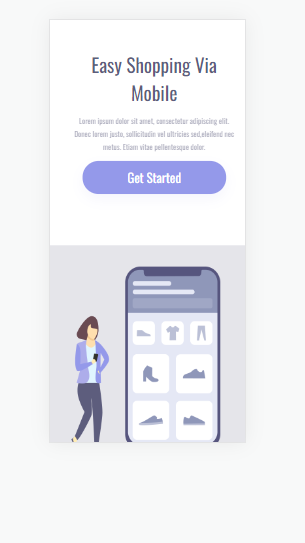 Easy Shopping Via
Mobile
Lorem ipsum dolor sit amet, consectetur adipiscing elit.
Donec lorem justo, sollicitudin vel ultricies sed,eleifend nec
metus. Etiam vitae pellentesque dolor.
Get Started